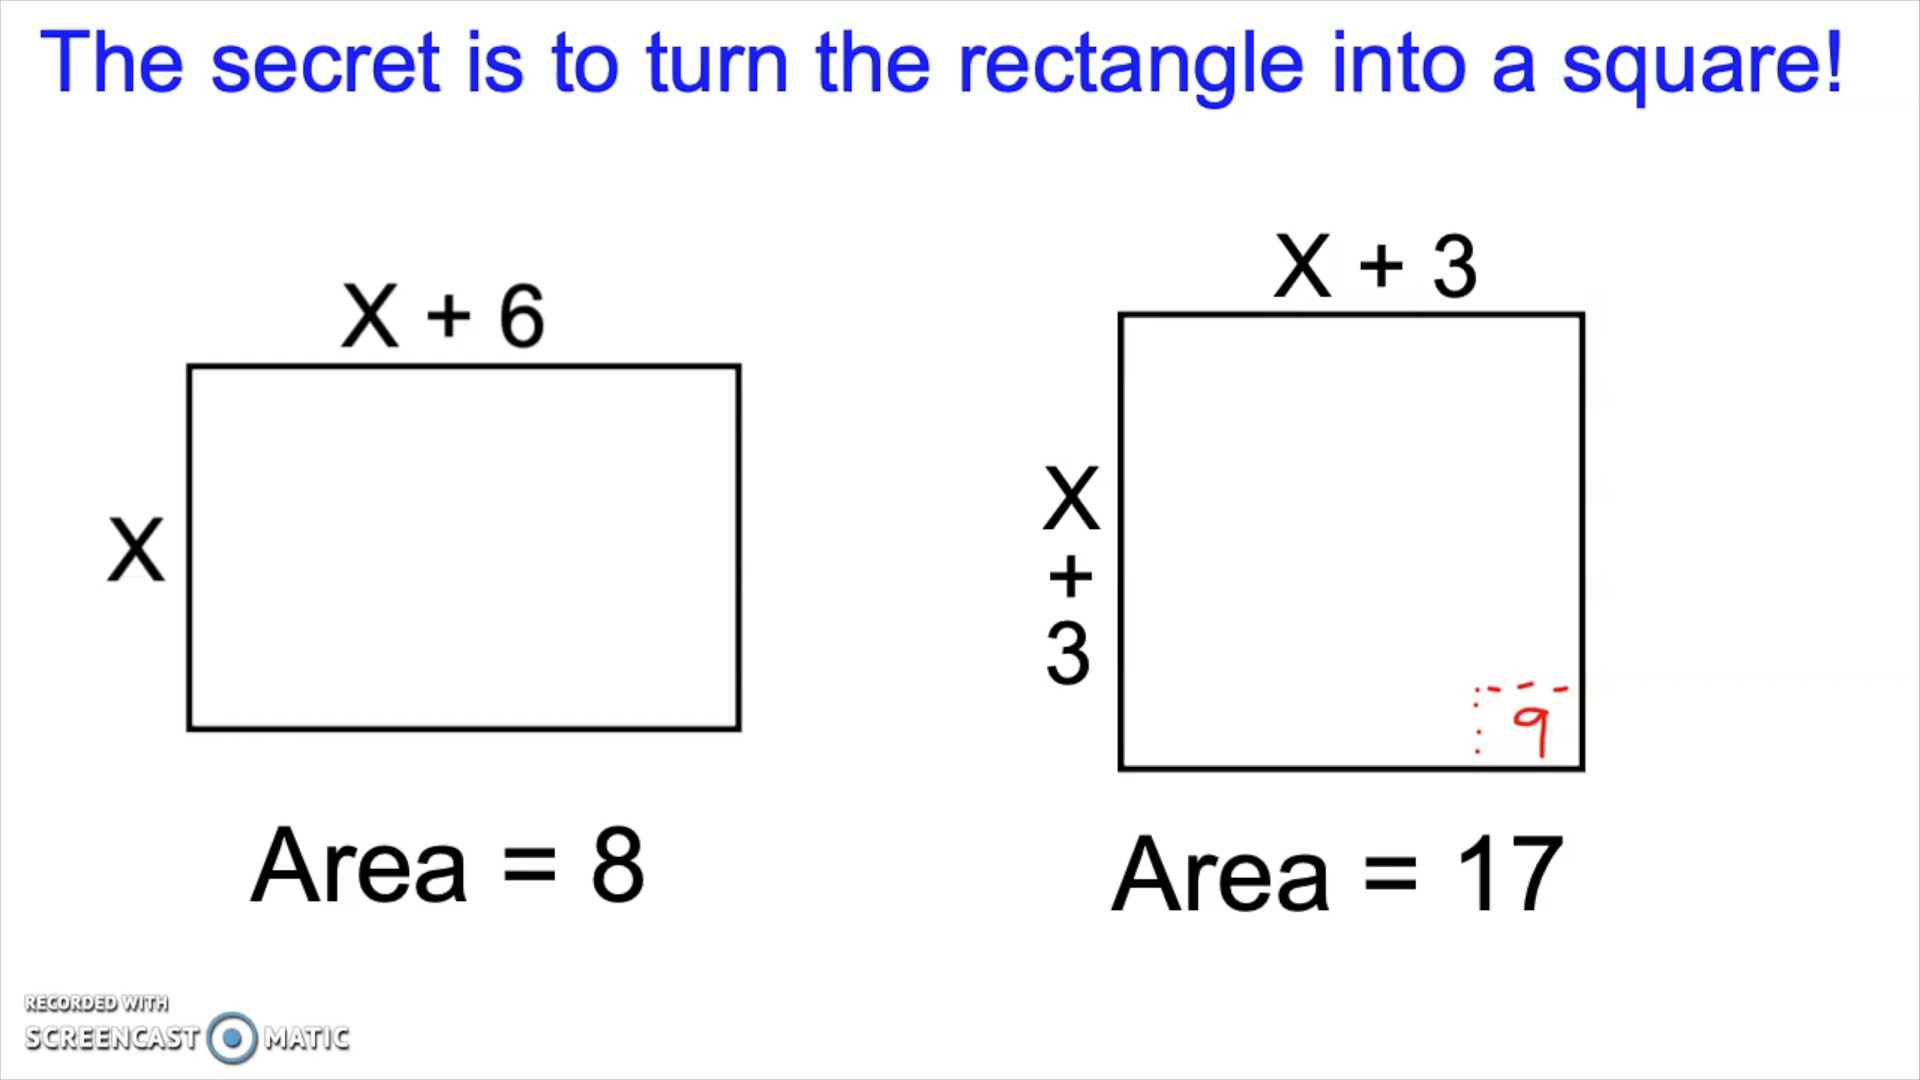 The secret is to turn the rectangle into a square!
X + 6
X
Area = 8
X + 3
X
+
3
9
Area = 17
RECORDED WITH
SCREENCAST MATIC